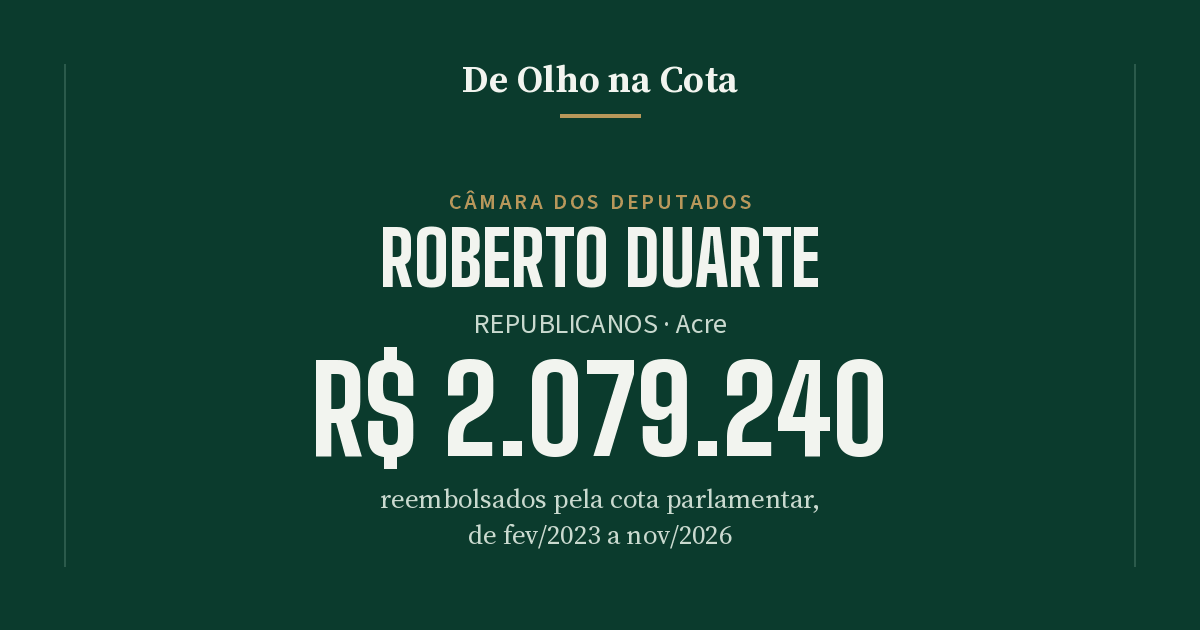 De Olho na Cota
CÂMARA DOS DEPUTADOS
ROBERTO DUARTE
REPUBLICANOS · Acre
R$ 2.079.240
reembolsados pela cota parlamentar,
de fev/2023 a nov/2026